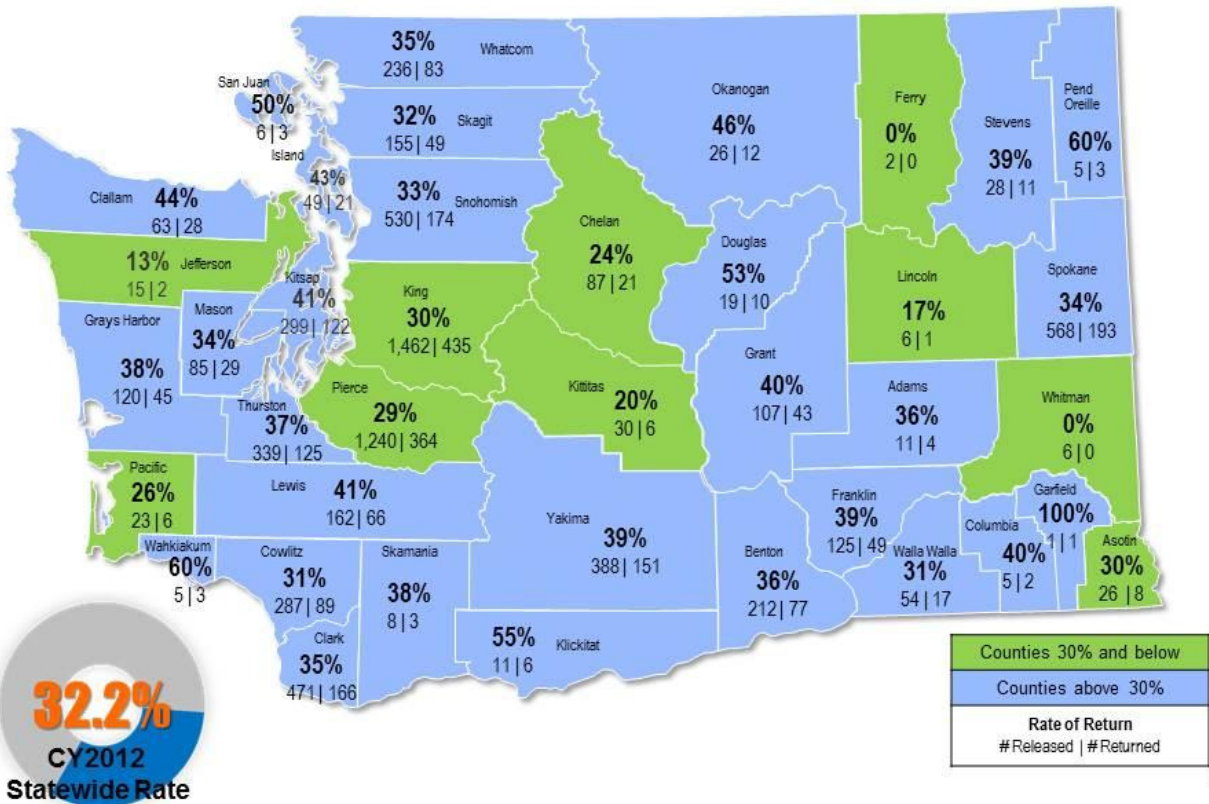 35% Whatcom
236 | 83
San Juan
50%
6 | 3
32% Skagit
155 | 49
Island
43%
49 | 21
33% Snohomish
530 | 174
Okanogan
46%
26 | 12
Ferry
0%
2 | 0
Stevens
39%
28 | 11
Pend
Oreille
60%
5 | 3
Clallam 44%
63 | 28
13% Jefferson
15 | 2
Kitsap
41%
299 | 122
Mason
34%
85 | 29
Grays Harbor
38%
120 | 45
King
30%
1,462 | 435
Chelan
24%
87 | 21
Douglas
53%
19 | 10
Lincoln
17%
6 | 1
Spokane
34%
568 | 193
Thurston
37%
339 | 125
Pierce
29%
1,240 | 364
Kittitas
20%
30 | 6
Grant
40%
107 | 43
Adams
36%
11 | 4
Whitman
0%
6 | 0
Pacific
26%
23 | 6
Lewis 41%
162 | 66
Yakima
39%
388 | 151
Franklin
39%
125 | 49
Garfield
100%
1 | 1
Columbia
40%
5 | 2
Asotin
30%
26 | 8
Walla Walla
31%
54 | 17
Benton
36%
212 | 77
Wahkiakum
60%
5 | 3
Cowlitz
31%
287 | 89
Skamania
38%
8 | 3
Clark
35%
471 | 166
55% Klickitat
11 | 6
32.2%
CY2012
Statewide Rate
Counties 30% and below
Counties above 30%
Rate of Return
# Released | # Returned